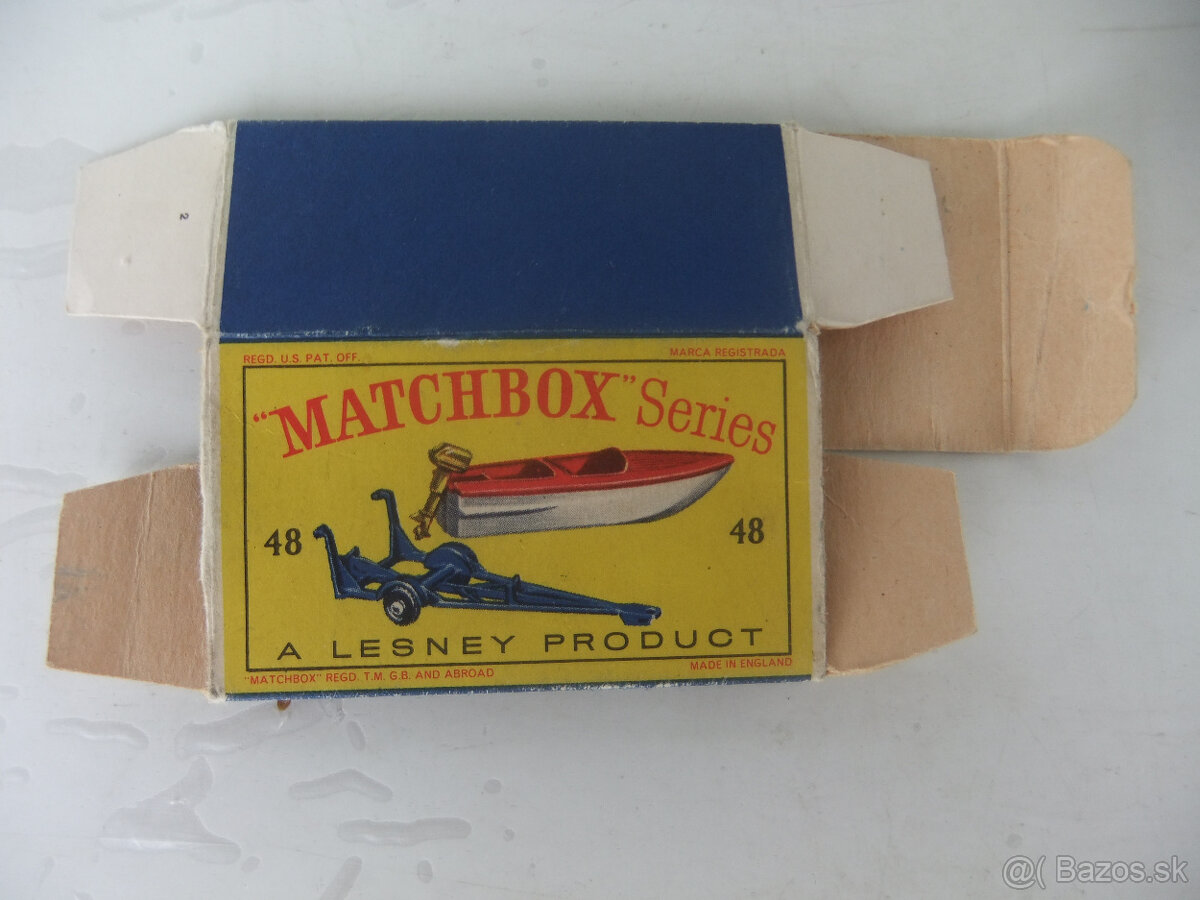 2
REGD. U.S. PAT. OFF. MARCA REGISTRADA
"MATCHBOX" Series
48 48
A LESNEY PRODUCT
"MATCHBOX" REGD. T.M. G.B. AND ABROAD MADE IN ENGLAND
@( Bazos.sk